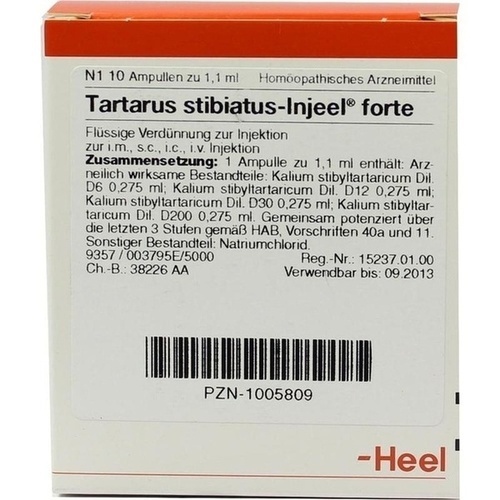 N1 10 Ampullen zu 1,1 ml Homöopathisches Arzneimittel
Tartarus stibiatus-Injeel® forte
Flüssige Verdünnung zur Injektion
zur i.m., s.c., i.c., i.v. Injektion
Zusammensetzung: 1 Ampulle zu 1,1 ml enthält: Arz-
neilich wirksame Bestandteile: Kalium stibyltartaricum Dil.
D6 0,275 ml; Kalium stibyltartaricum Dil. D12 0,275 ml;
Kalium stibyltartaricum Dil. D30 0,275 ml; Kalium stibyltar-
taricum Dil. D200 0,275 ml. Gemeinsam potenziert über
die letzten 3 Stufen gemäß HAB, Vorschriften 40a und 11.
Sonstiger Bestandteil: Natriumchlorid.
9357 / 003795E/5000 Reg.-Nr.: 15237.01.00
Ch.-B.: 38226 AA Verwendbar bis: 09.2013
PZN-1005809
-Heel